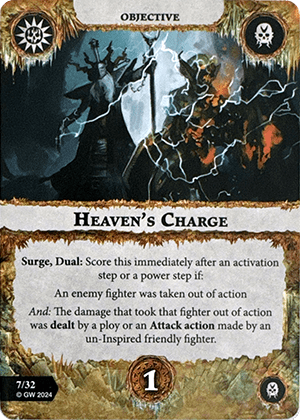 OBJECTIVE
HEAVEN'S CHARGE
Surge, Dual: Score this immediately after an activation
step or a power step if:
An enemy fighter was taken out of action
And: The damage that took that fighter out of action
was dealt by a ploy or an Attack action made by an
un-Inspired friendly fighter.
7/32
© GW 2024
1